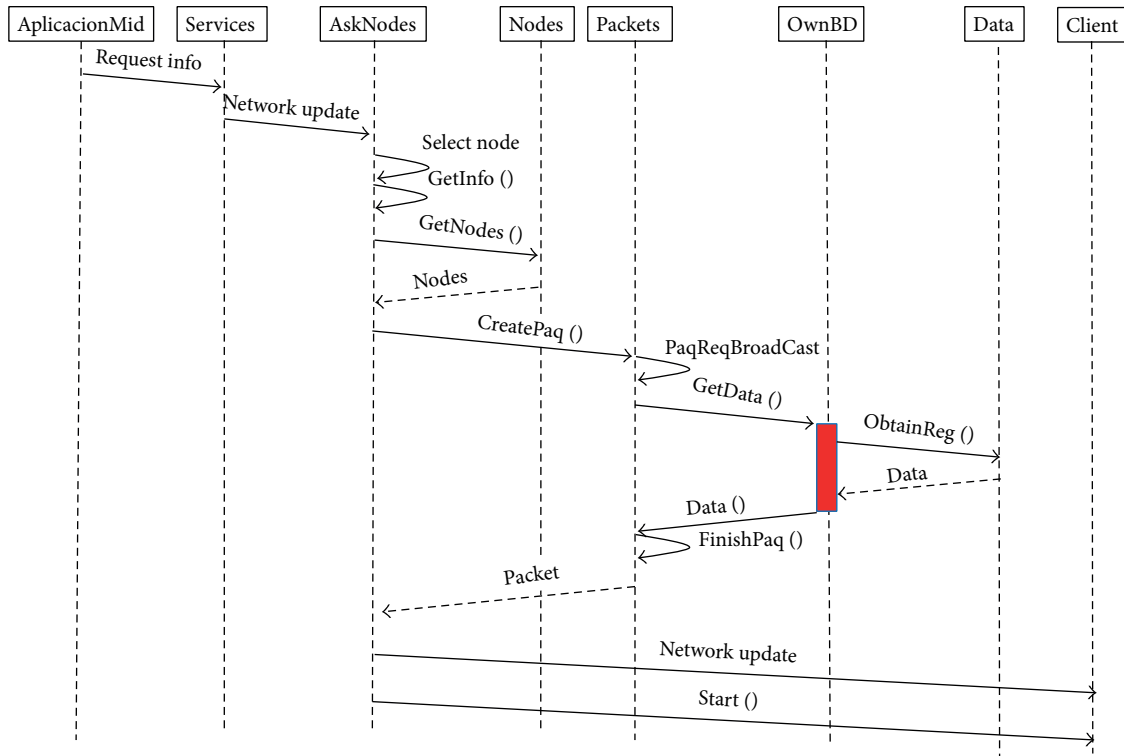 AplicacionMid
Services
AskNodes
Nodes
Packets
OwnBD
Data
Client
Request info
Network update
Select node
GetInfo ()
GetNodes ()
Nodes
CreatePaq ()
PaqReqBroadCast
GetData ()
ObtainReg ()
Data
Data ()
FinishPaq ()
Packet
Network update
Start ()